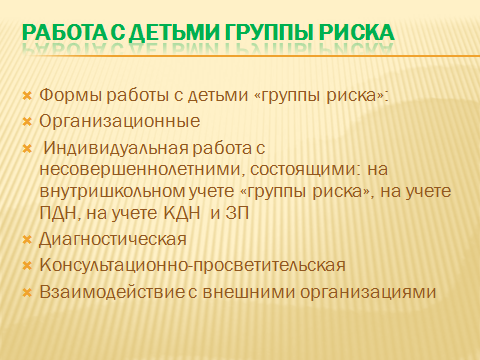 РАБОТА С ДЕТЬМИ ГРУППЫ РИСКА
Формы работы с детьми «группы риска»:
Организационные
Индивидуальная работа с
несовершеннолетними, состоящими: на
внутришкольном учете «группы риска», на учете
ПДН, на учете КДН и ЗП
Диагностическая
Консультационно-просветительская
Взаимодействие с внешними организациями